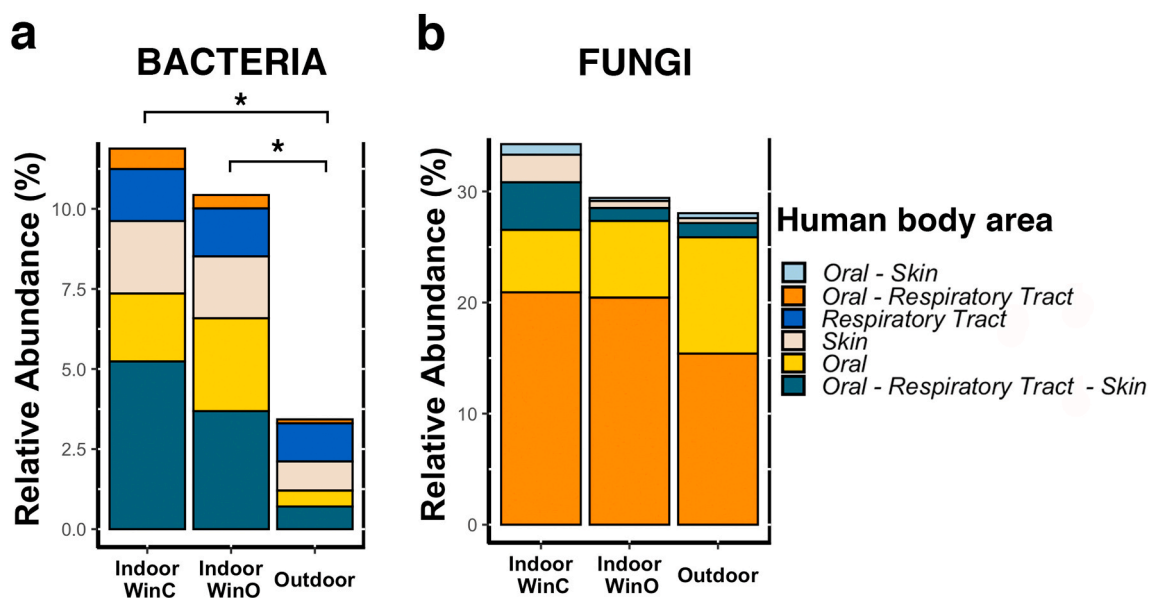 a
BACTERIA
*
*
Relative Abundance (%)
10.0
7.5
5.0
2.5
0.0
Indoor
WinC
Indoor
WinO
Outdoor
b
FUNGI
Relative Abundance (%)
30
20
10
0
Indoor
WinC
Indoor
WinO
Outdoor
Human body area
Oral - Skin
Oral - Respiratory Tract
Respiratory Tract
Skin
Oral
Oral - Respiratory Tract - Skin